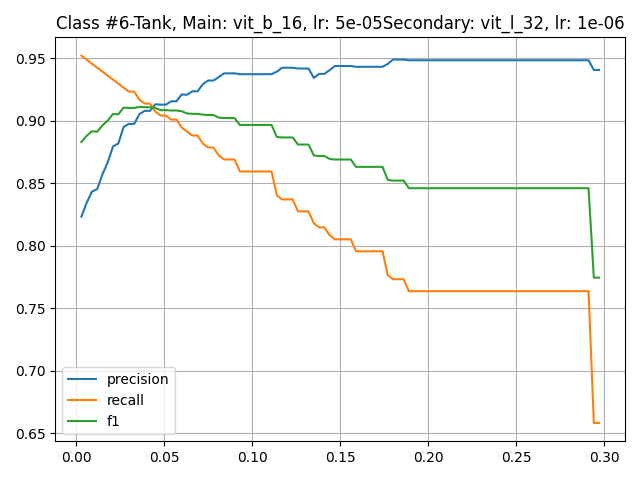 Class #6-Tank, Main: vit_b_16, lr: 5e-05Secondary: vit_l_32, lr: 1e-06
0.95
0.90
0.85
0.80
0.75
0.70
0.65
precision
recall
f1
0.00 0.05 0.10 0.15 0.20 0.25 0.30